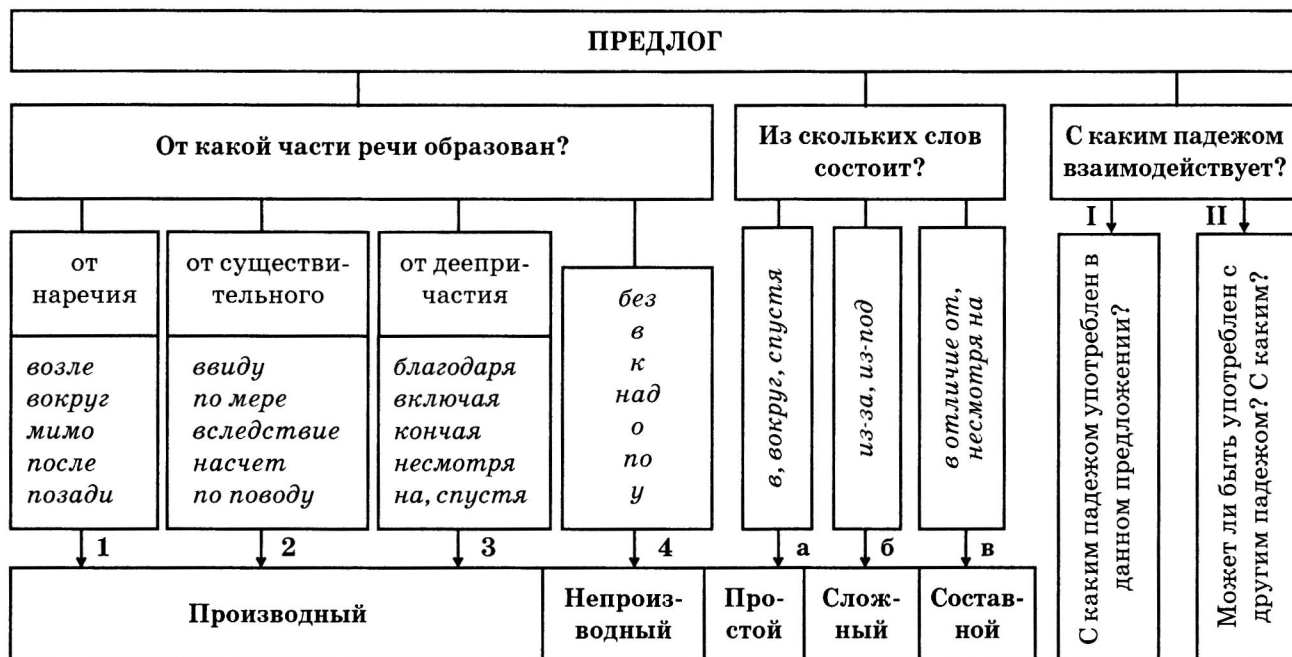 ПРЕДЛОГ
От какой части речи образован?
Из скольких слов
состоит?
С каким падежом
взаимодействует?
от
наречия
от существи-
тельного
от деепри-
частия
возле
вокруг
мимо
после
позади
ввиду
по мере
вследствие
насчет
по поводу
благодаря
включая
кончая
несмотря
на, спустя
без
в
к
над
о
по
у
в, вокруг, спустя
из-за, из-под
в отличие от,
несмотря на
I
С каким падежом употреблен в
данном предложении?
II
Может ли быть употреблен с
другим падежом? С каким?
1
2
3
4
а
б
в
Производный
Непроиз-
водный
Про-
стой
Слож-
ный
Состав-
ной